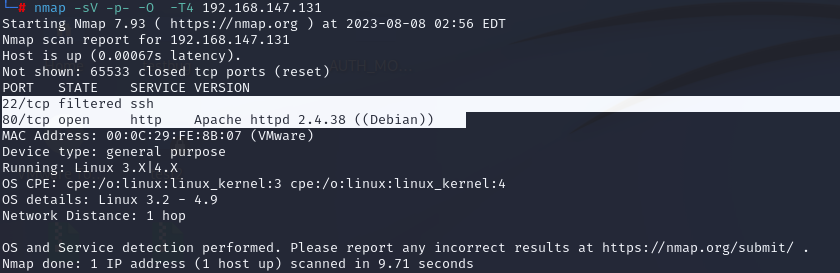 └─# nmap -sV -p- -O  -T4 192.168.147.131
Starting Nmap 7.93 ( https://nmap.org ) at 2023-08-08 02:56 EDT
Nmap scan report for 192.168.147.131
Host is up (0.00067s latency).
Not shown: 65533 closed tcp ports (reset)
PORT   STATE    SERVICE VERSION
22/tcp filtered ssh
80/tcp open     http    Apache httpd 2.4.38 ((Debian))
MAC Address: 00:0C:29:FE:8B:07 (VMware)
Device type: general purpose
Running: Linux 3.X|4.X
OS CPE: cpe:/o:linux:linux_kernel:3 cpe:/o:linux:linux_kernel:4
OS details: Linux 3.2 - 4.9
Network Distance: 1 hop

OS and Service detection performed. Please report any incorrect results at https://nmap.org/submit/ .
Nmap done: 1 IP address (1 host up) scanned in 9.71 seconds